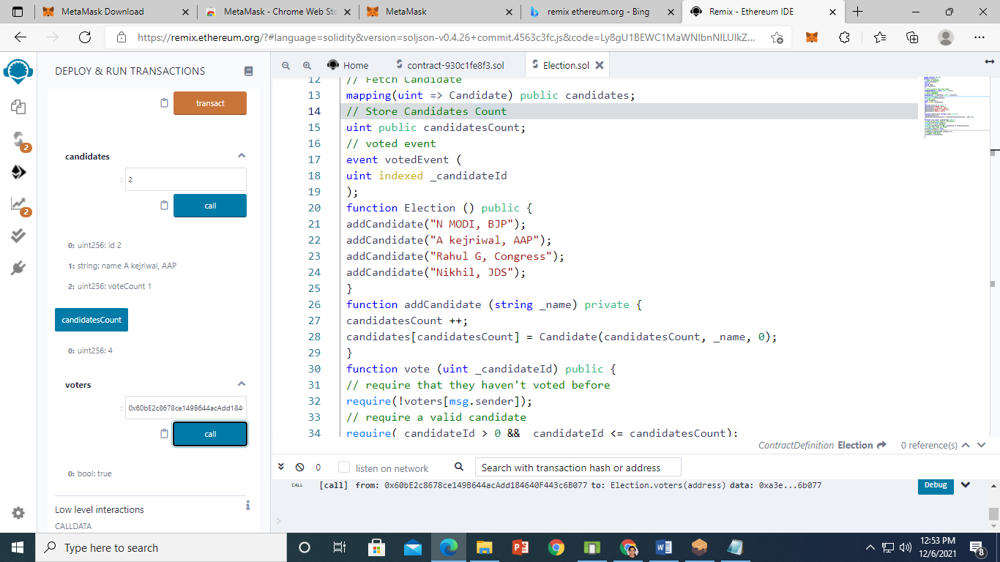 MetaMask Download
MetaMask - Chrome Web Sto
MetaMask
remix ethereum.org - Bing
Remix - Ethereum IDE
https://remix.ethereum.org/?#language=solidity&version=soljson-v0.4.26+commit.4563c3fc.js&code=Ly8gU1BEWC1MaWNlbnNlLUlkZ...
DEPLOY & RUN TRANSACTIONS
transact
candidates
: 2
call
0: uint256: id 2
1: string: name A kejriwal, AAP
2: uint256: voteCount 1
candidatesCount
0: uint256: 4
voters
: 0x60bE2c8678ce149B644acAdd184
call
0: bool: true
Low level interactions
CALLDATA
2
2
Home
contract-930c1fe8f3.sol
Election.sol
12 // Fetch Candidate
13 mapping(uint => Candidate) public candidates;
14 // Store Candidates Count
15 uint public candidatesCount;
16 // voted event
17 event votedEvent (
18 uint indexed _candidateId
19 );
20 function Election () public {
21 addCandidate("N MODI, BJP");
22 addCandidate("A kejriwal, AAP");
23 addCandidate("Rahul G, Congress");
24 addCandidate("Nikhil, JDS");
25 }
26 function addCandidate (string _name) private {
27 candidatesCount ++;
28 candidates[candidatesCount] = Candidate(candidatesCount, _name, 0);
29 }
30 function vote (uint _candidateId) public {
31 // require that they haven't voted before
32 require(!voters[msg.sender]);
33 // require a valid candidate
34 require(_candidateId > 0 && _candidateId <= candidatesCount);
ContractDefinition Election 0 reference(s)
0 listen on network Search with transaction hash or address
CALL [call] from: 0x60bE2c8678ce149B644acAdd184640F443c6B077 to: Election.voters(address) data: 0xa3e...6b077 Debug
>
Type here to search
12:53 PM
12/6/2021
8